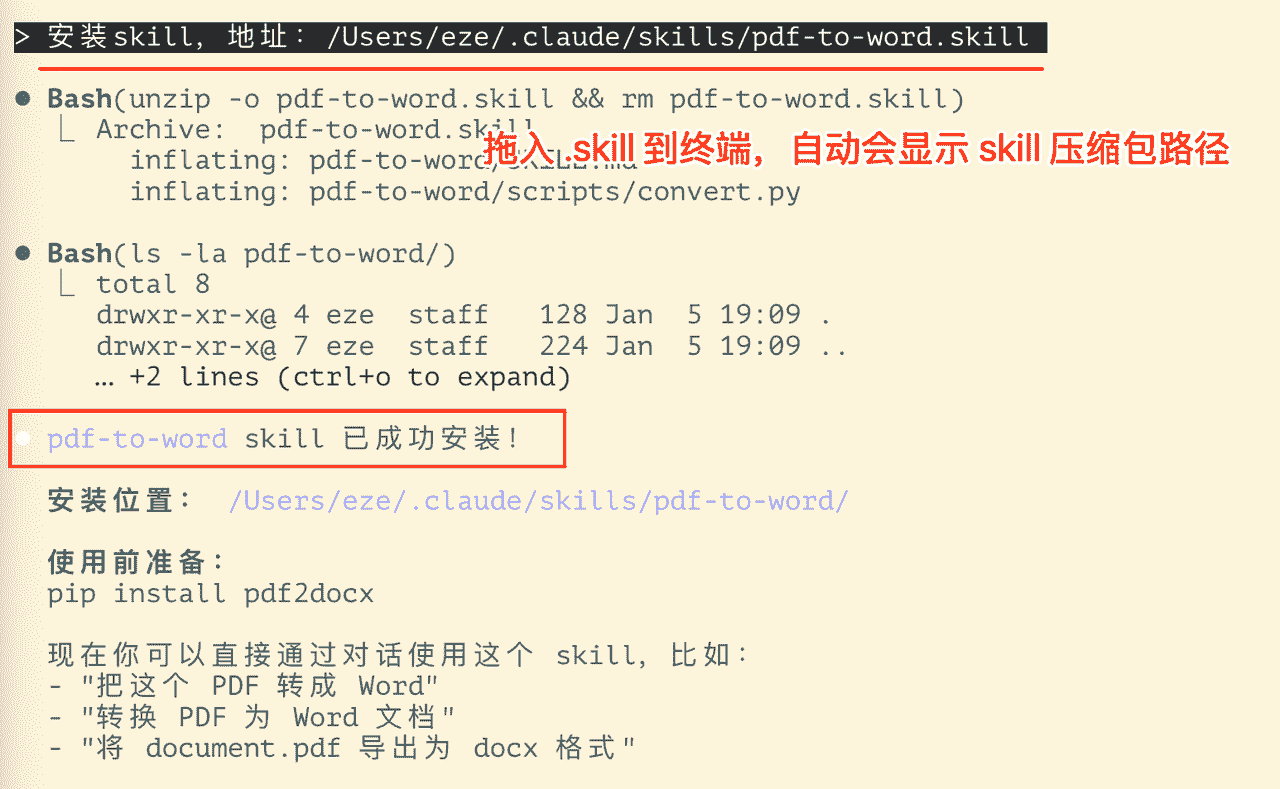 > 安装skill, 地址: /Users/eze/.claude/skills/pdf-to-word.skill
● Bash(unzip -o pdf-to-word.skill && rm pdf-to-word.skill)
Archive: pdf-to-word.skill
拖入 .skill 到终端，自动会显示 skill 压缩包路径
inflating: pdf-to-word/SKILL.md
inflating: pdf-to-word/scripts/convert.py
● Bash(ls -la pdf-to-word/)
total 8
drwxr-xr-x@ 4 eze staff 128 Jan 5 19:09 .
drwxr-xr-x@ 7 eze staff 224 Jan 5 19:09 ..
… +2 lines (ctrl+o to expand)
● pdf-to-word skill 已成功安装!
安装位置: /Users/eze/.claude/skills/pdf-to-word/
使用前准备:
pip install pdf2docx
现在你可以直接通过对话使用这个 skill, 比如:
- "把这个 PDF 转成 Word"
- "转换 PDF 为 Word 文档"
- "将 document.pdf 导出为 docx 格式"